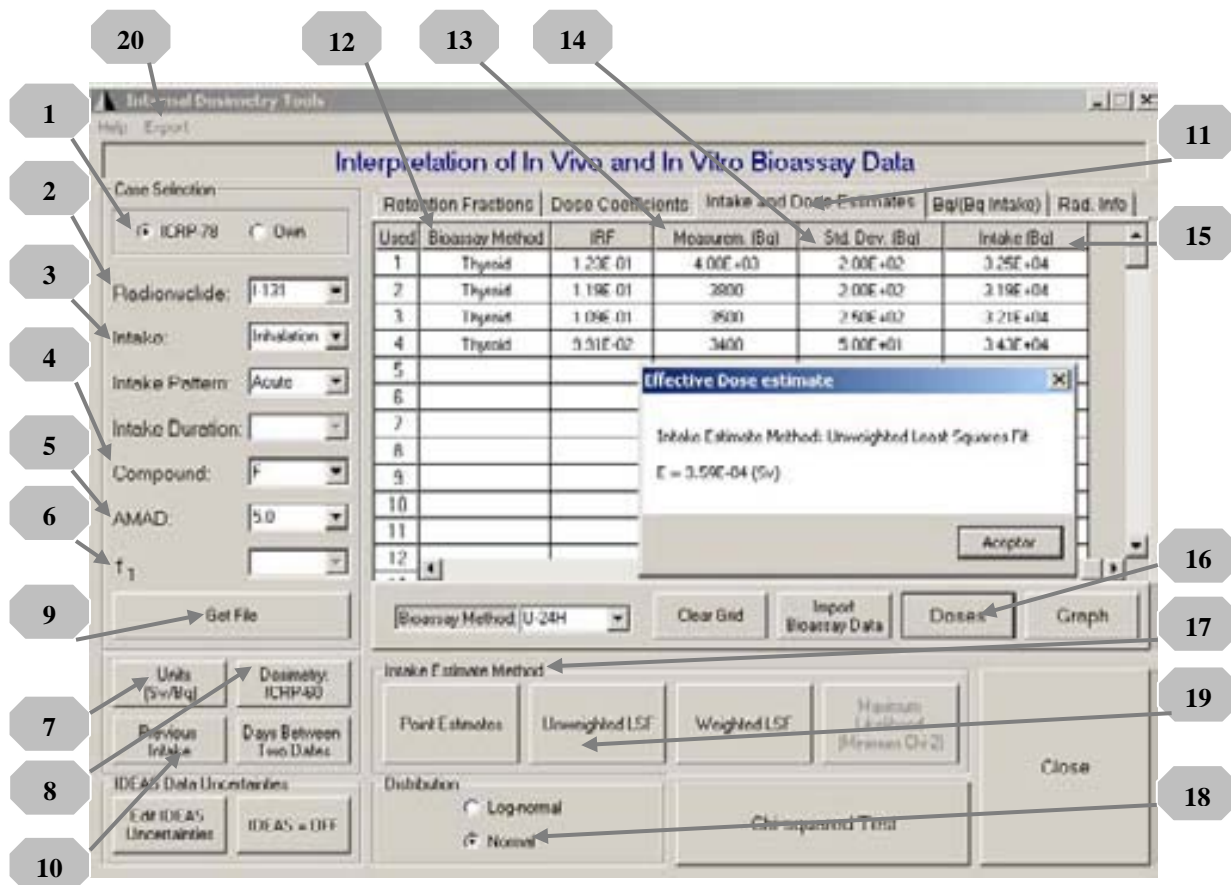 20
12
13
14
1
2
3
4
5
6
9
7
8
10
11
15
16
17
19
18
Internal Dosimetry Tools
Help Export
Interpretation of In Vivo and In Vitro Bioassay Data
Case Selection
ICRP-78 Own
Radionuclide: I-131
Intake: Inhalation
Intake Pattern: Acute
Intake Duration:
Compound: F
AMAD: 5.0
f1
Get File
Units (Sv/Bq)
Dosimetry: ICRP-60
Previous Intake
Days Between Two Dates
IDEAS Data Uncertainties
Edit IDEAS Uncertainties
IDEAS = OFF
Retention Fractions Dose Coefficients Intake and Dose Estimates Bq/(Bq Intake) Rad. Info
Used Bioassay Method IRF Measurem. (Bq) Std. Dev. (Bq) Intake (Bq)
1 Thyroid 1.23E-01 4.00E+03 2.00E+02 3.25E+04
2 Thyroid 1.19E-01 3800 2.00E+02 3.19E+04
3 Thyroid 1.09E-01 3500 2.50E+02 3.21E+04
4 Thyroid 9.91E-02 3400 5.00E+01 3.43E+04
5
6
7
8
9
10
11
12
Effective Dose estimate
Intake Estimate Method: Unweighted Least Squares Fit
E = 3.59E-04 (Sv)
Aceptar
Bioassay Method U-24H
Clear Grid
Import Bioassay Data
Doses
Graph
Intake Estimate Method
Point Estimates
Unweighted LSF
Weighted LSF
Maximum Likelihood (Minimum Chi-2)
Distribution
Log-normal
Normal
Chi-squared Test
Close